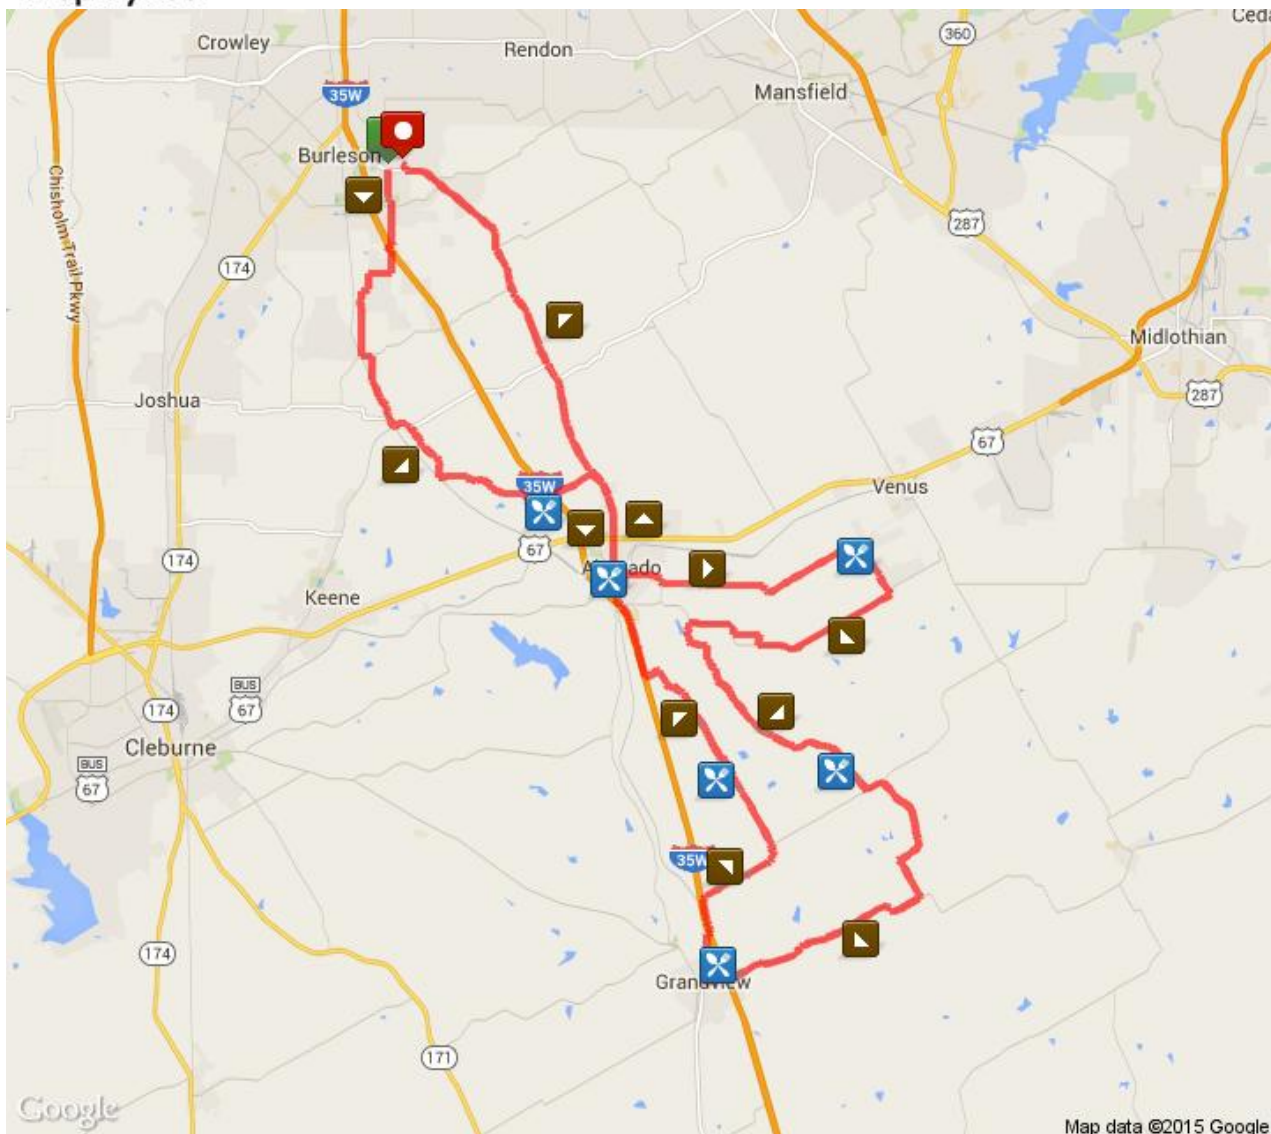 Crowley
Rendon
360
35W
Mansfield
Burleson
287
Chisholm Trail Pkwy
174
Midlothian
287
Joshua
67
35W
Venus
67
174
Keene
BUS
67
174
Cleburne
BUS
67
35W
174
Grandview
171
Google
Map data ©2015 Google